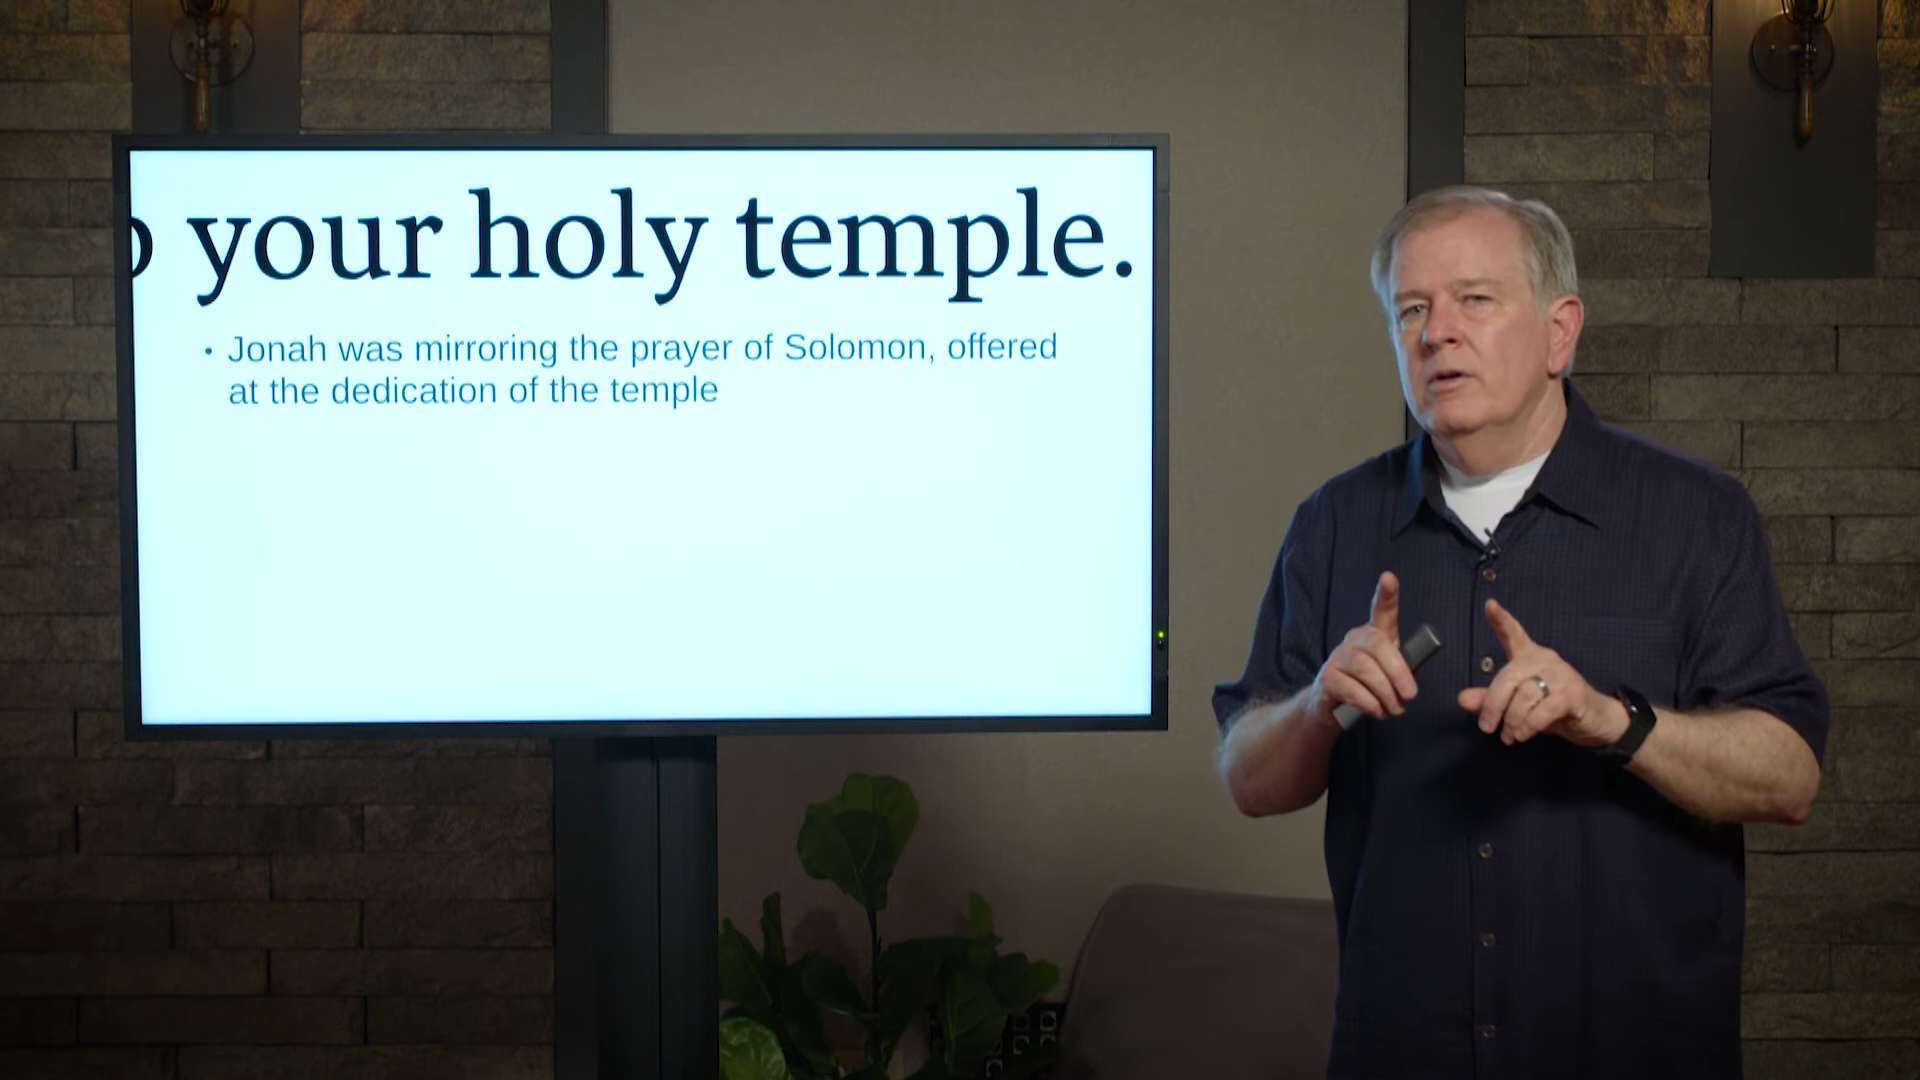 your holy temple.
• Jonah was mirroring the prayer of Solomon, offered
at the dedication of the temple